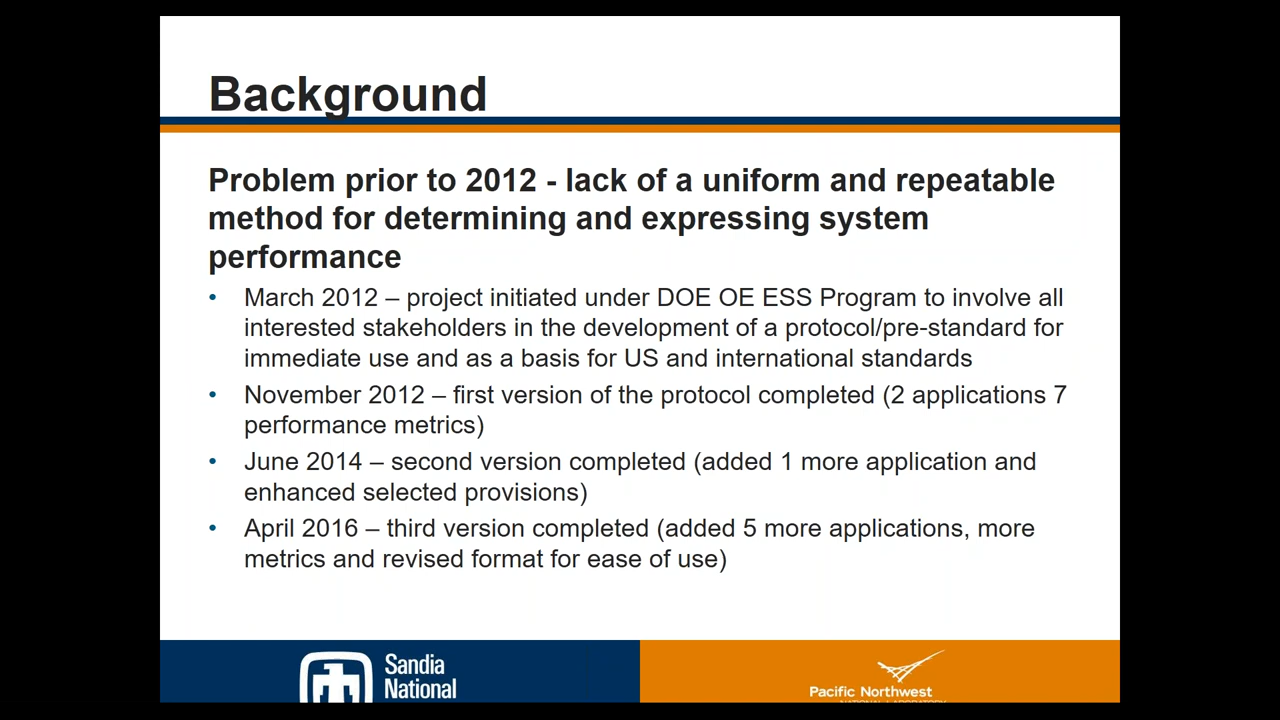 Background
Problem prior to 2012 - lack of a uniform and repeatable
method for determining and expressing system
performance
• March 2012 – project initiated under DOE OE ESS Program to involve all
interested stakeholders in the development of a protocol/pre-standard for
immediate use and as a basis for US and international standards
• November 2012 – first version of the protocol completed (2 applications 7
performance metrics)
• June 2014 – second version completed (added 1 more application and
enhanced selected provisions)
• April 2016 – third version completed (added 5 more applications, more
metrics and revised format for ease of use)
Sandia
National
Pacific Northwest
NATIONAL LABORATORY